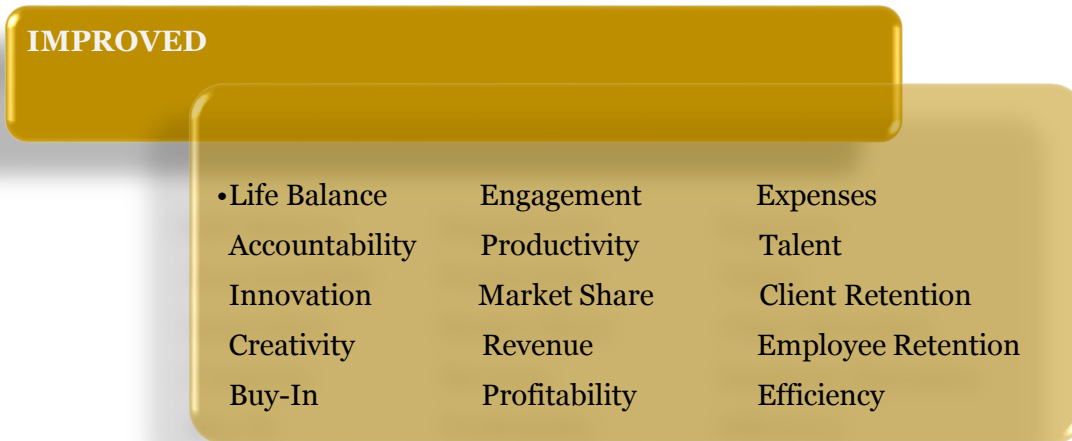 IMPROVED
•Life Balance Engagement Expenses
Accountability Productivity Talent
Innovation Market Share Client Retention
Creativity Revenue Employee Retention
Buy-In Profitability Efficiency